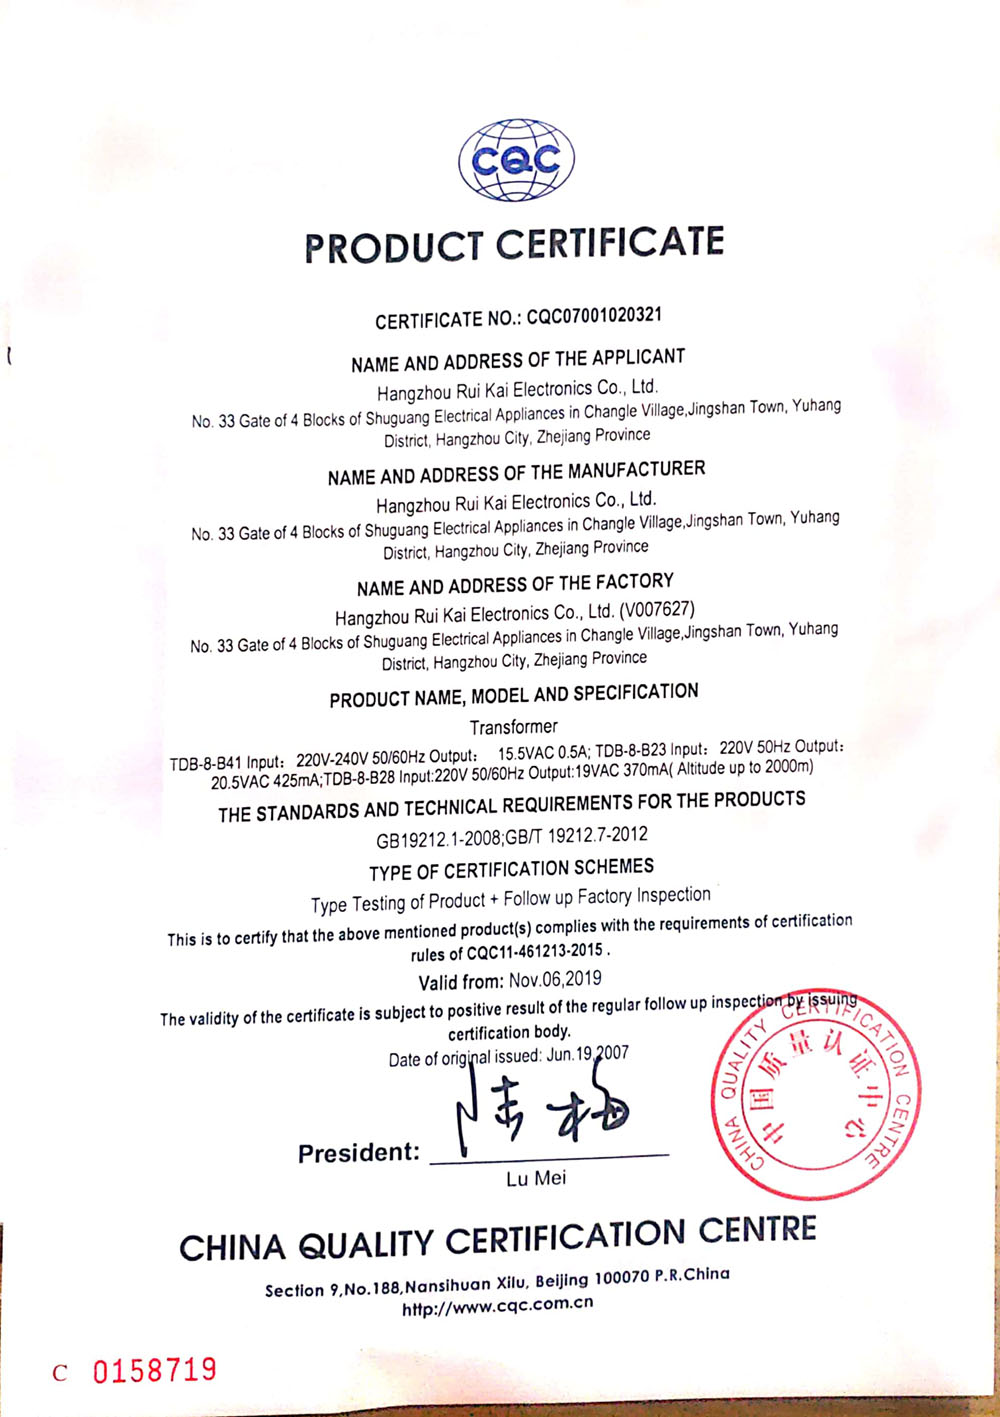 CQC
PRODUCT CERTIFICATE
CERTIFICATE NO.: CQC07001020321
NAME AND ADDRESS OF THE APPLICANT
Hangzhou Rui Kai Electronics Co., Ltd.
No. 33 Gate of 4 Blocks of Shuguang Electrical Appliances in Changle Village,Jingshan Town, Yuhang
District, Hangzhou City, Zhejiang Province
NAME AND ADDRESS OF THE MANUFACTURER
Hangzhou Rui Kai Electronics Co., Ltd.
No. 33 Gate of 4 Blocks of Shuguang Electrical Appliances in Changle Village,Jingshan Town, Yuhang
District, Hangzhou City, Zhejiang Province
NAME AND ADDRESS OF THE FACTORY
Hangzhou Rui Kai Electronics Co., Ltd. (V007627)
No. 33 Gate of 4 Blocks of Shuguang Electrical Appliances in Changle Village,Jingshan Town, Yuhang
District, Hangzhou City, Zhejiang Province
PRODUCT NAME, MODEL AND SPECIFICATION
Transformer
TDB-8-B41 Input： 220V-240V 50/60Hz Output： 15.5VAC 0.5A; TDB-8-B23 Input： 220V 50Hz Output：
20.5VAC 425mA;TDB-8-B28 Input:220V 50/60Hz Output:19VAC 370mA( Altitude up to 2000m)
THE STANDARDS AND TECHNICAL REQUIREMENTS FOR THE PRODUCTS
GB19212.1-2008;GB/T 19212.7-2012
TYPE OF CERTIFICATION SCHEMES
Type Testing of Product + Follow up Factory Inspection
This is to certify that the above mentioned product(s) complies with the requirements of certification
rules of CQC11-461213-2015 .
Valid from: Nov.06,2019
The validity of the certificate is subject to positive result of the regular follow up inspection by issuing
certification body.
Date of original issued: Jun.19,2007
陆梅
President:
Lu Mei
CHINA QUALITY CERTIFICATION CENTRE
中国质量认证中心
CHINA QUALITY CERTIFICATION CENTRE
Section 9,No.188,Nansihuan Xilu, Beijing 100070 P.R.China
http://www.cqc.com.cn
C 0158719